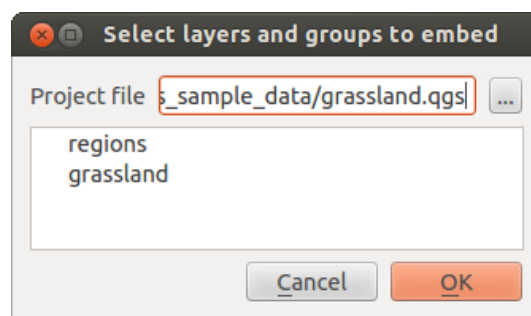 Select layers and groups to embed
Project file s_sample_data/grassland.qgs ...
regions
grassland
Cancel OK